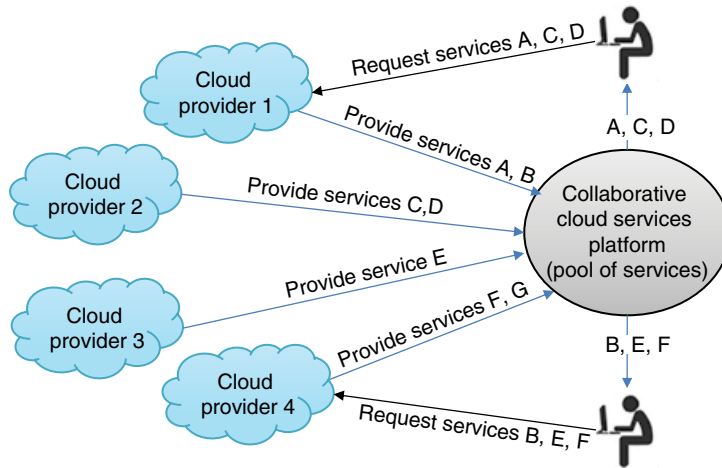 Request services A, C, D
Cloud
provider 1
Provide services A, B
A, C, D
Cloud
provider 2
Provide services C,D
Collaborative
cloud services
platform
(pool of services)
Provide service E
Cloud
provider 3
Provide services F, G
B, E, F
Cloud
provider 4
Request services B, E, F